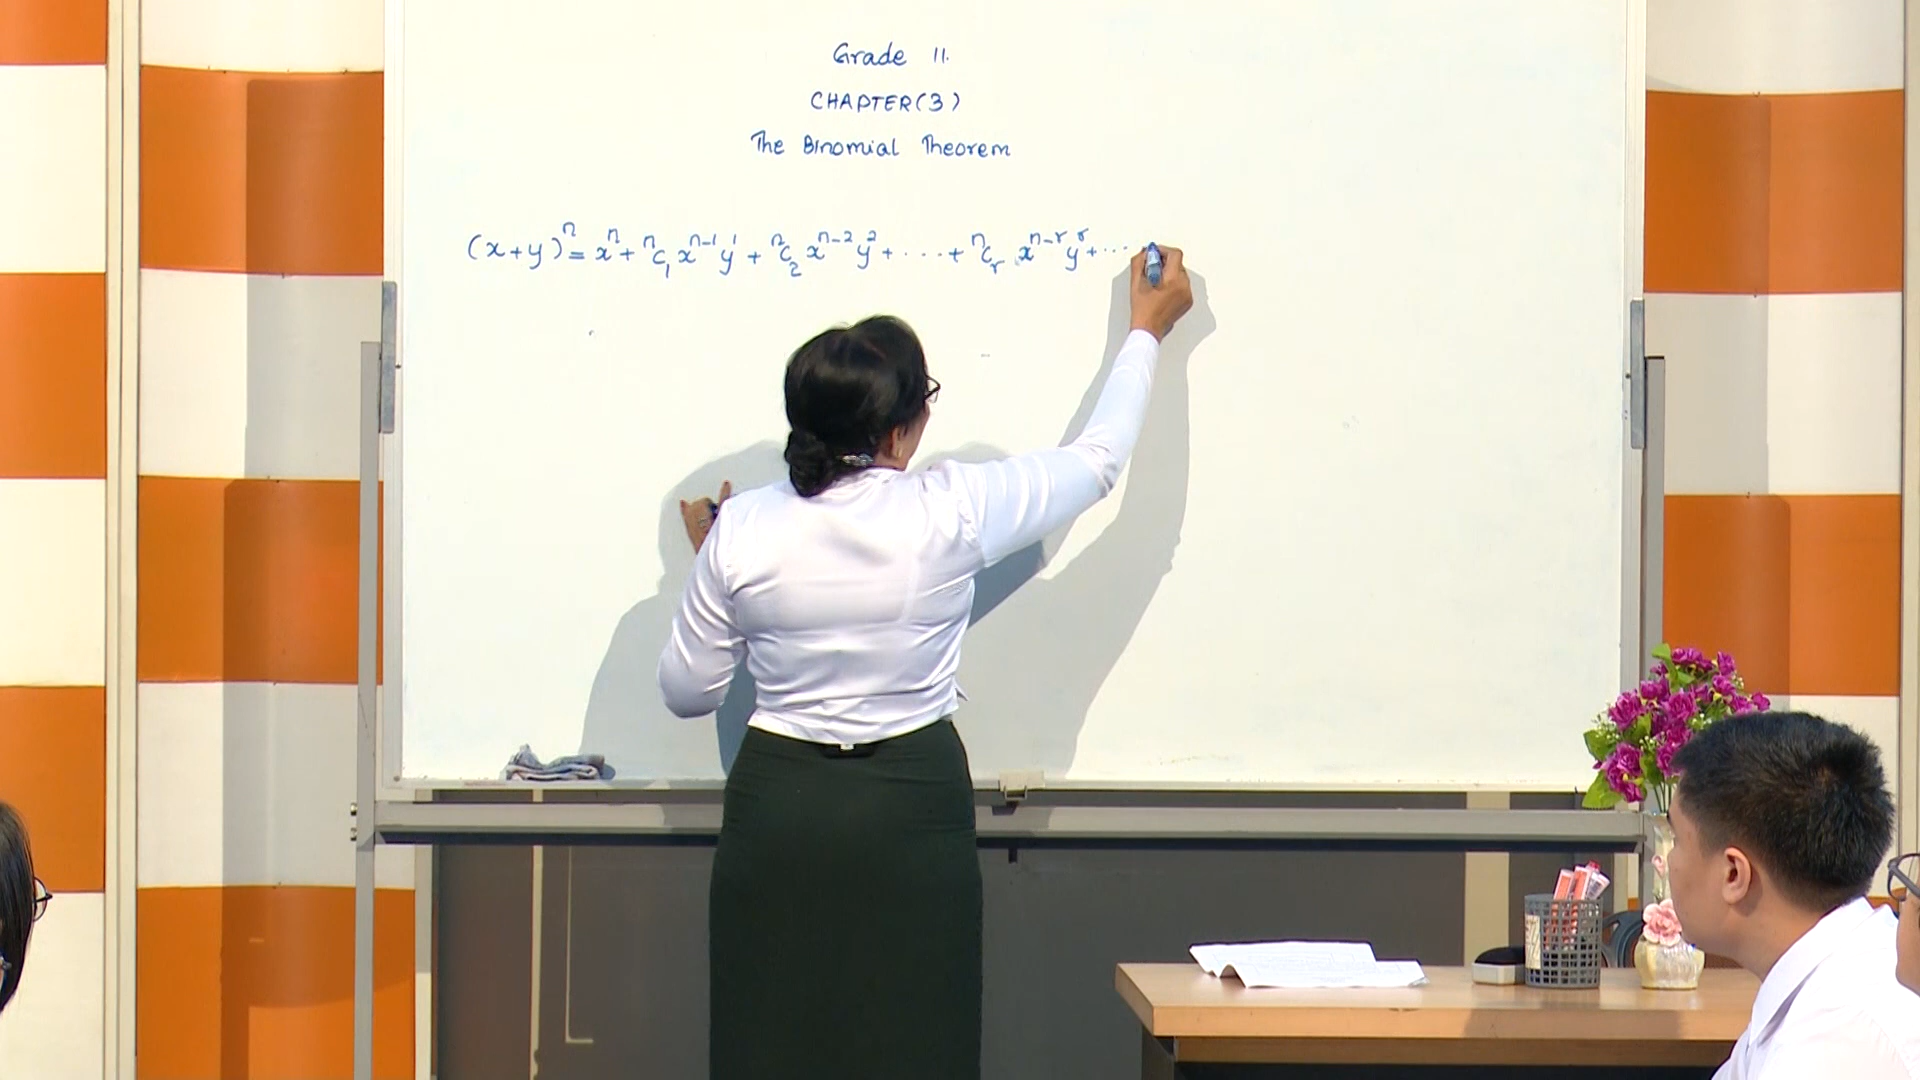 Grade 11.
CHAPTER(3)
The Binomial Theorem
(x+y)ⁿ = xⁿ + ⁿC₁ xⁿ⁻¹ y¹ + ⁿC₂ xⁿ⁻² y² + .... + ⁿCᵣ xⁿ⁻ʳ yʳ + ...